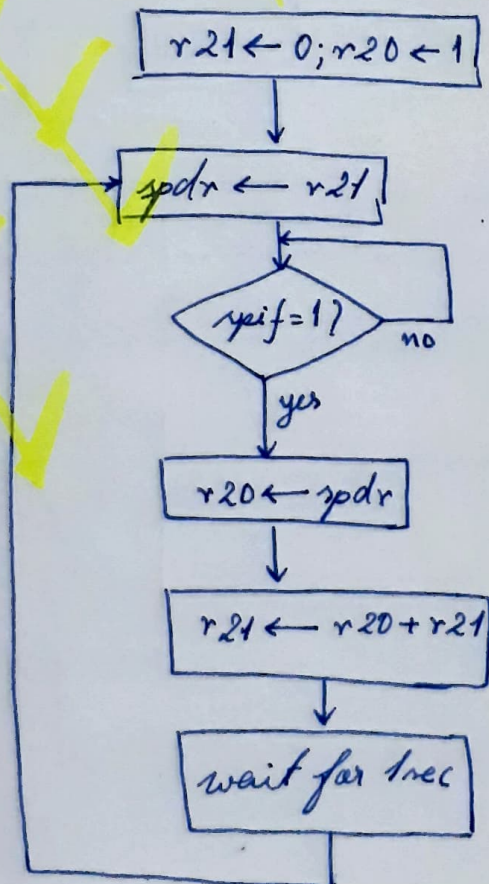 r21 ← 0; r20 ← 1
spdr ← r21
spif=1?
no
yes
r20 ← spdr
r21 ← r20 + r21
wait for 1sec